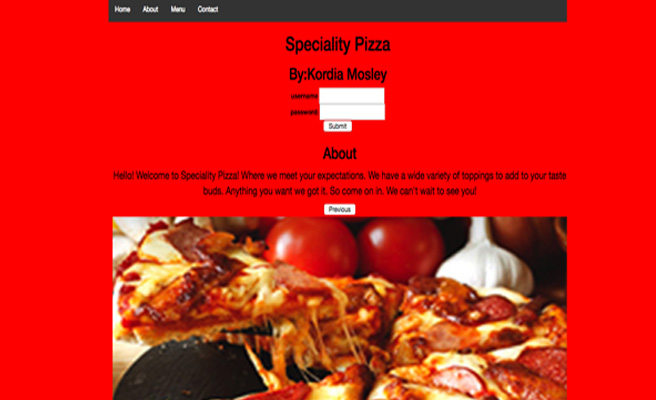 Home About Menu Contact
Speciality Pizza
By:Kordia Mosley
username
password
Submit
About
Hello! Welcome to Speciality Pizza! Where we meet your expectations. We have a wide variety of toppings to add to your taste
buds. Anything you want we got it. So come on in. We can't wait to see you!
Previous